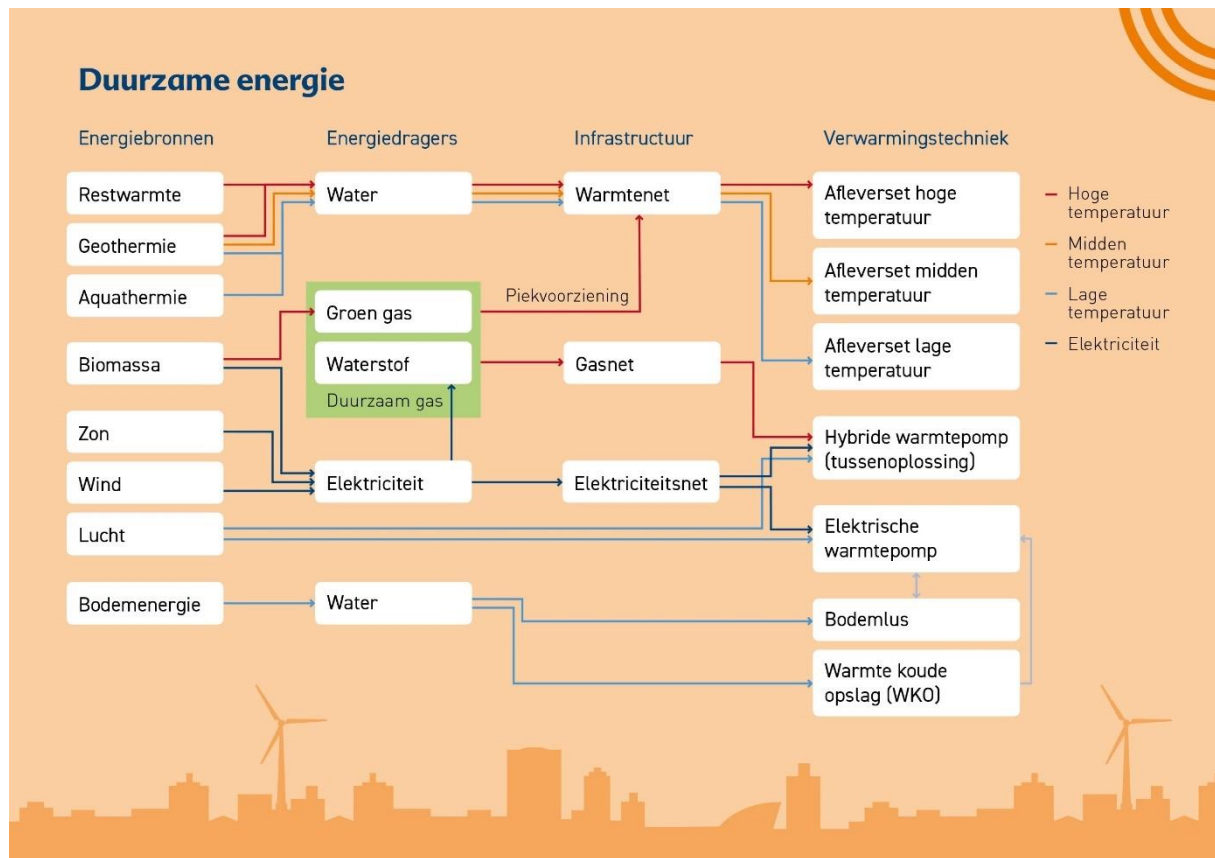 Duurzame energie
Energiebronnen
Energiedragers
Infrastructuur
Verwarmingstechniek
Restwarmte
Water
Warmtenet
Afleverset hoge
temperatuur
Hoge
temperatuur
Geothermie
Midden
temperatuur
Aquathermie
Afleverset midden
temperatuur
Lage
temperatuur
Groen gas
Piekvoorziening
Elektriciteit
Biomassa
Waterstof
Gasnet
Afleverset lage
temperatuur
Duurzaam gas
Zon
Hybride warmtepomp
(tussenoplossing)
Wind
Elektriciteit
Elektriciteitsnet
Lucht
Elektrische
warmtepomp
Bodemenergie
Water
Bodemlus
Warmte koude
opslag (WKO)